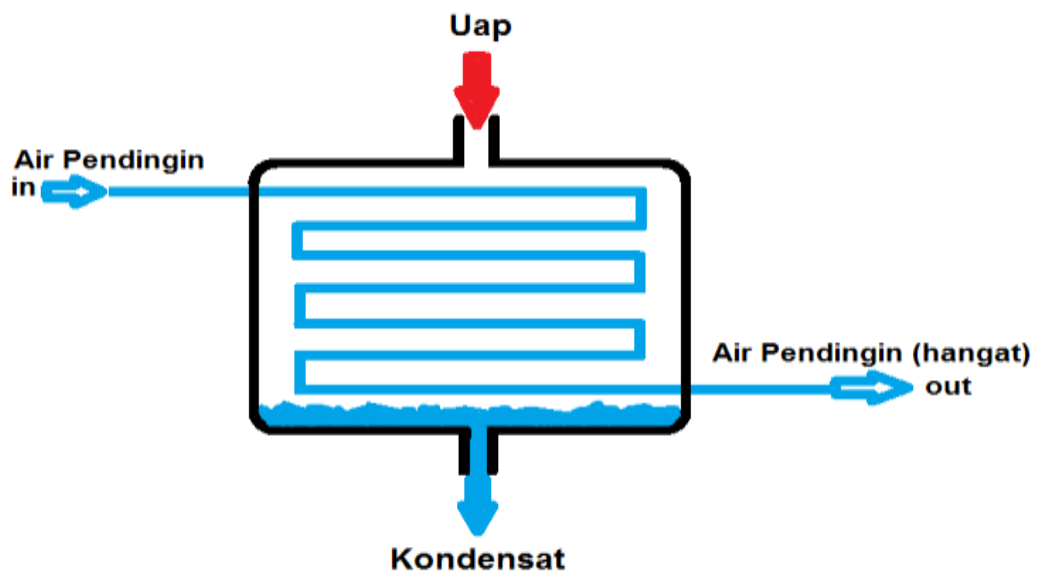 Uap
Air Pendingin
in
Air Pendingin (hangat)
out
Kondensat